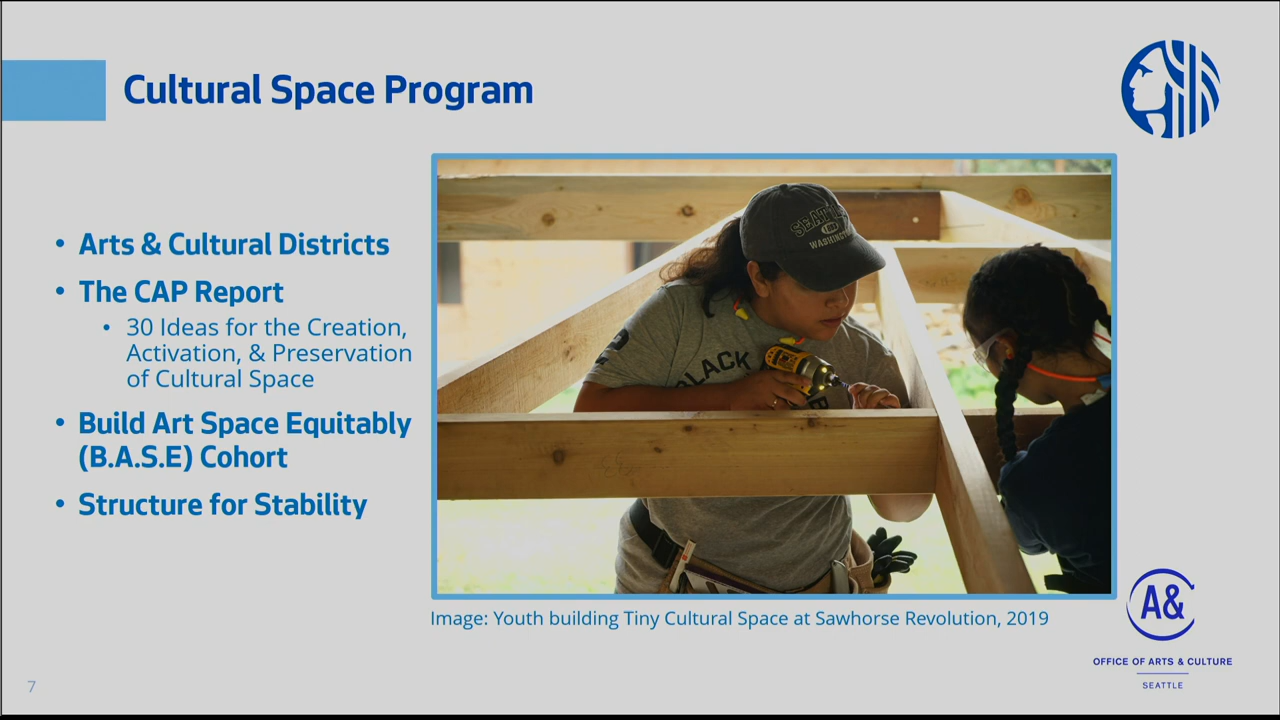 Cultural Space Program
• Arts & Cultural Districts
• The CAP Report
• 30 Ideas for the Creation,
Activation, & Preservation
of Cultural Space
• Build Art Space Equitably
(B.A.S.E) Cohort
• Structure for Stability
SEATTLE
WASHINGTON
BLACK
Image: Youth building Tiny Cultural Space at Sawhorse Revolution, 2019
A&
OFFICE OF ARTS & CULTURE
SEATTLE
7